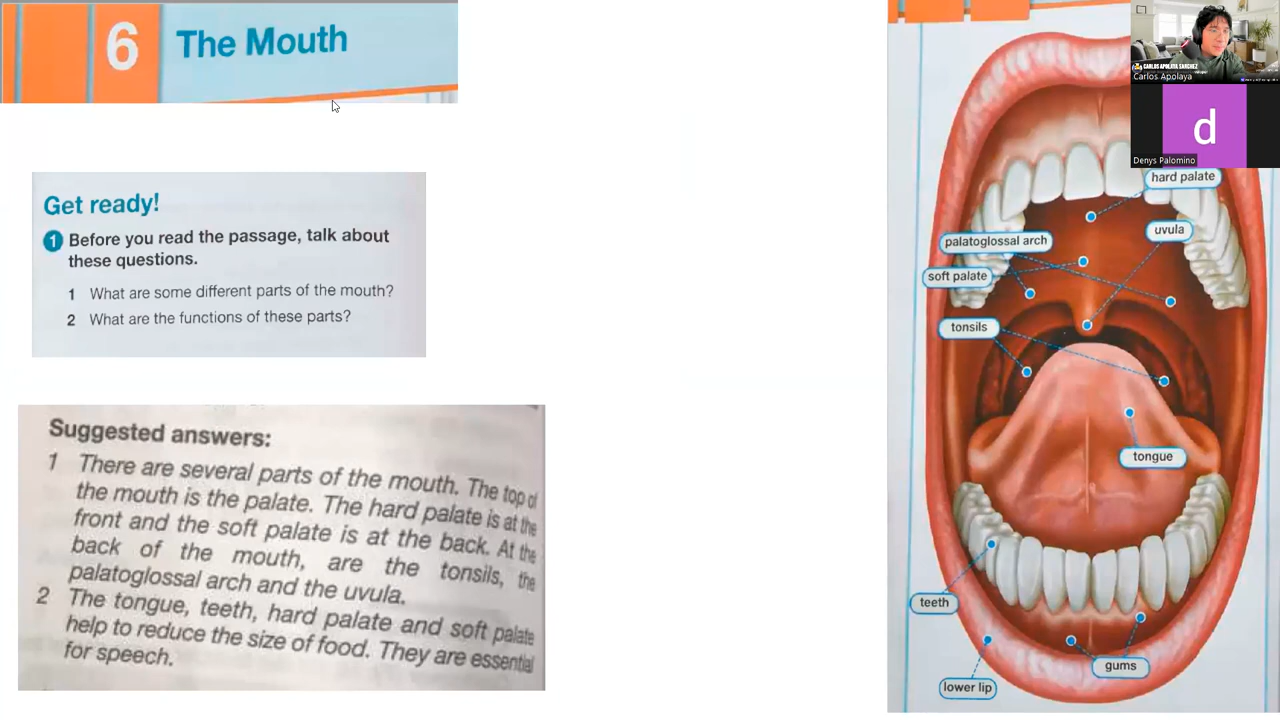 6 The Mouth
Get ready!
1 Before you read the passage, talk about
these questions.
1 What are some different parts of the mouth?
2 What are the functions of these parts?
Suggested answers:
1 There are several parts of the mouth. The top of
the mouth is the palate. The hard palate is at the
front and the soft palate is at the back. At the
back of the mouth, are the tonsils, the
palatoglossal arch and the uvula.
2 The tongue, teeth, hard palate and soft palate
help to reduce the size of food. They are essential
for speech.
CARLOS APOLAYA SANCHEZ
Carlos Apolaya
d
Denys Palomino
hard palate
uvula
palatoglossal arch
soft palate
tonsils
tongue
teeth
gums
lower lip